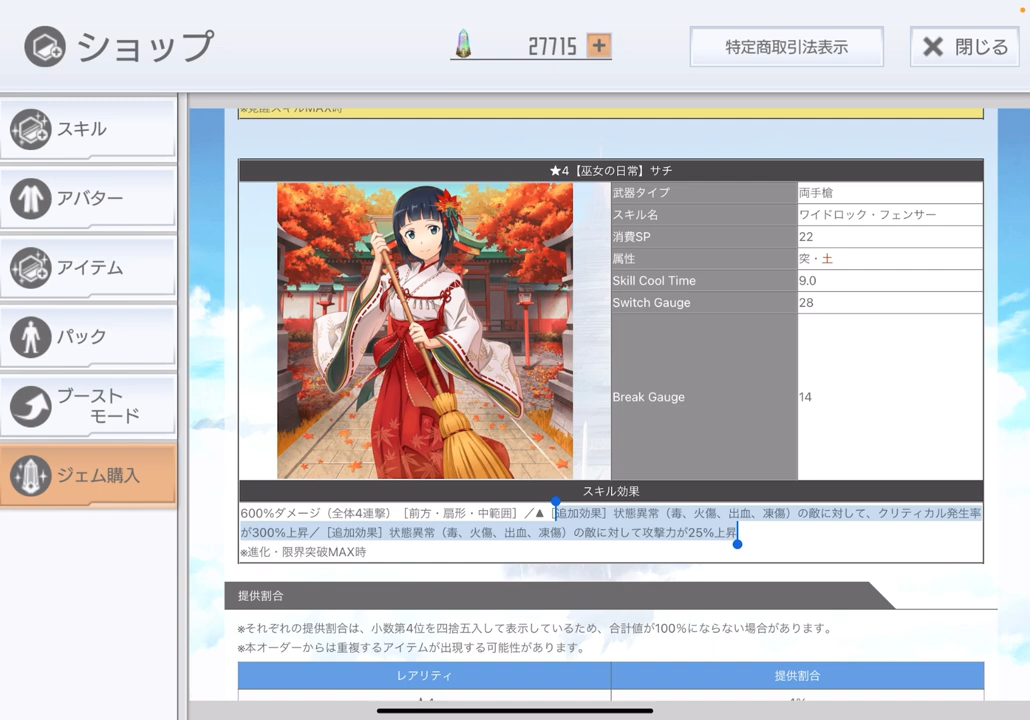 ショップ
27715
特定商取引法表示
閉じる
スキル
アバター
アイテム
パック
ブースト
モード
ジェム購入
※覚醒スキルMAX時
★4【巫女の日常】サチ
武器タイプ 両手槍
スキル名 ワイドロック・フェンサー
消費SP 22
属性 突・土
Skill Cool Time 9.0
Switch Gauge 28
Break Gauge 14
スキル効果
600%ダメージ（全体4連撃）［前方・扇形・中範囲］／▲［追加効果］状態異常（毒、火傷、出血、凍傷）の敵に対して、クリティカル発生率
が300%上昇／［追加効果］状態異常（毒、火傷、出血、凍傷）の敵に対して攻撃力が25%上昇
※進化・限界突破MAX時
提供割合
※それぞれの提供割合は、小数第4位を四捨五入して表示しているため、合計値が100%にならない場合があります。
※本オーダーからは重複するアイテムが出現する可能性があります。
レアリティ 提供割合